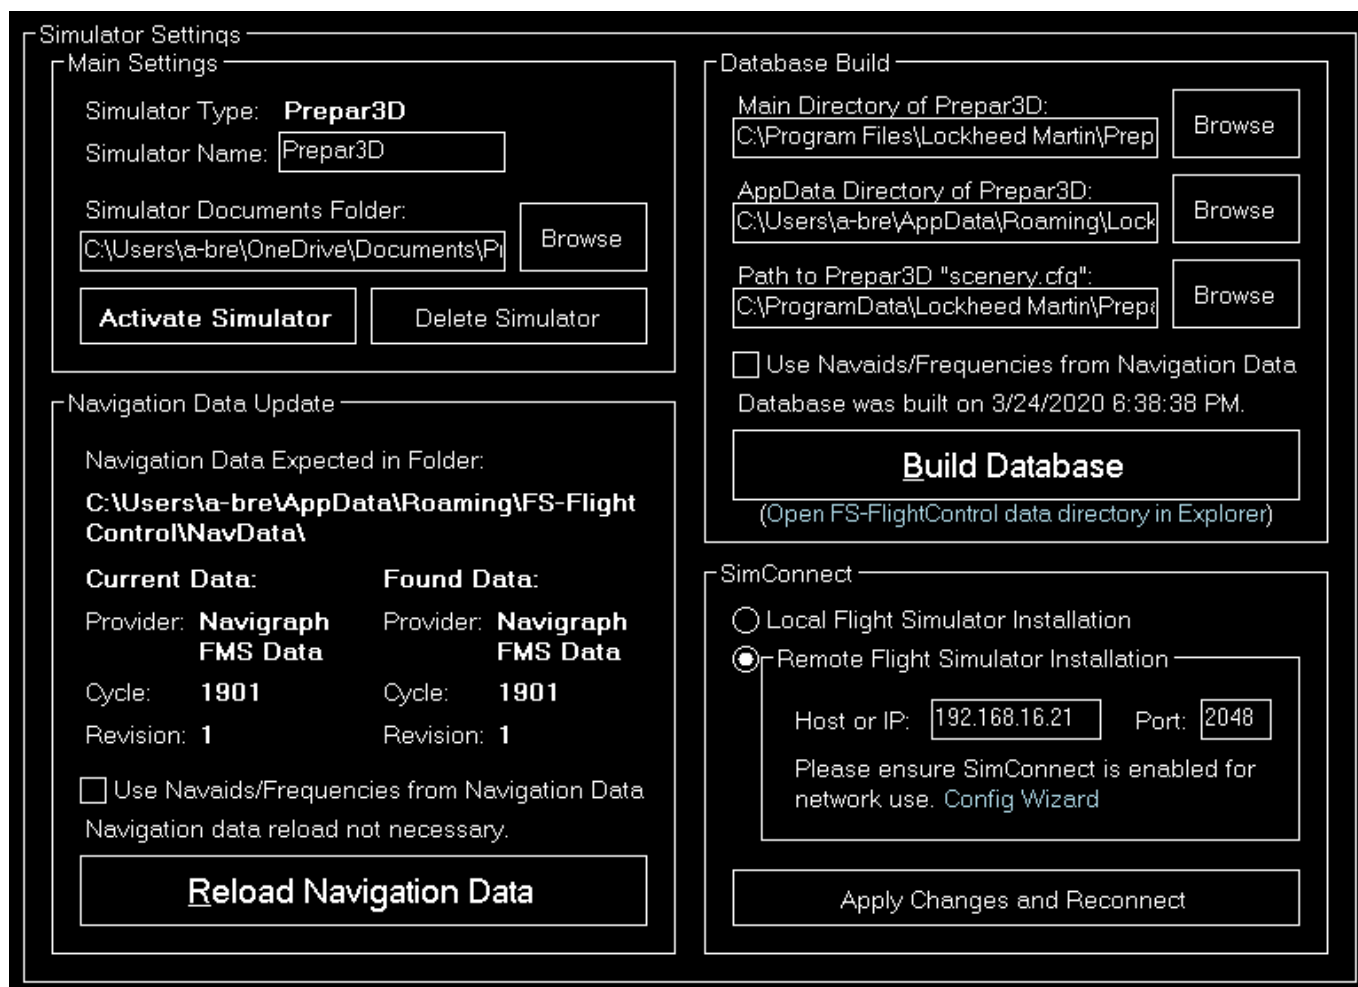 Simulator Settings
Main Settings
Simulator Type: Prepar3D
Simulator Name: Prepar3D
Simulator Documents Folder:
C:\Users\a-bre\OneDrive\Documents\Pr
Browse
Activate Simulator
Delete Simulator
Navigation Data Update
Navigation Data Expected in Folder:
C:\Users\a-bre\AppData\Roaming\FS-Flight
Control\NavData\
Current Data: Found Data:
Provider: Navigraph Provider: Navigraph
FMS Data FMS Data
Cycle: 1901 Cycle: 1901
Revision: 1 Revision: 1
Use Navaids/Frequencies from Navigation Data
Navigation data reload not necessary.
Reload Navigation Data
Database Build
Main Directory of Prepar3D:
C:\Program Files\Lockheed Martin\Prep
Browse
AppData Directory of Prepar3D:
C:\Users\a-bre\AppData\Roaming\Lock
Browse
Path to Prepar3D "scenery.cfg":
C:\ProgramData\Lockheed Martin\Prepa
Browse
Use Navaids/Frequencies from Navigation Data
Database was built on 3/24/2020 6:38:38 PM.
Build Database
(Open FS-FlightControl data directory in Explorer)
SimConnect
Local Flight Simulator Installation
Remote Flight Simulator Installation
Host or IP: 192.168.16.21 Port: 2048
Please ensure SimConnect is enabled for
network use. Config Wizard
Apply Changes and Reconnect